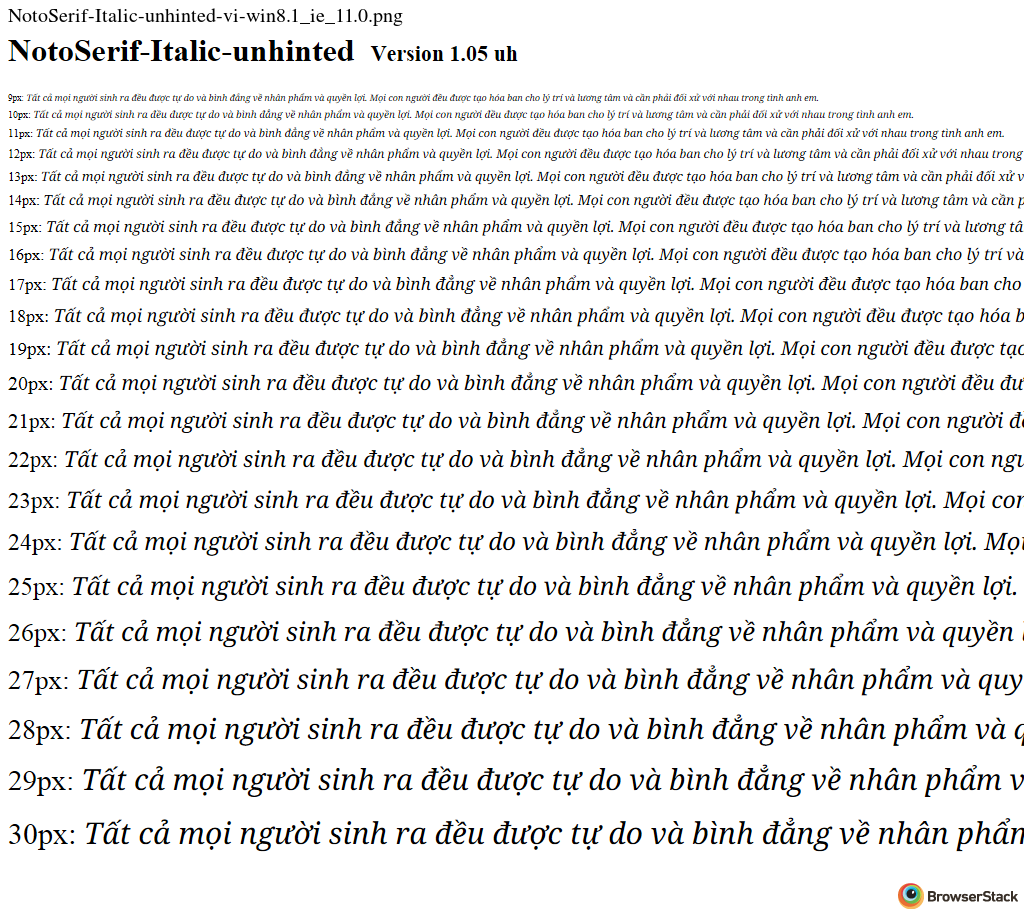 NotoSerif-Italic-unhinted-vi-win8.1_ie_11.0.png
NotoSerif-Italic-unhinted Version 1.05 uh
9px: Tất cả mọi người sinh ra đều được tự do và bình đẳng về nhân phẩm và quyền lợi. Mọi con người đều được tạo hóa ban cho lý trí và lương tâm và cần phải đối xử với nhau trong tình anh em.
10px: Tất cả mọi người sinh ra đều được tự do và bình đẳng về nhân phẩm và quyền lợi. Mọi con người đều được tạo hóa ban cho lý trí và lương tâm và cần phải đối xử với nhau trong tình anh em.
11px: Tất cả mọi người sinh ra đều được tự do và bình đẳng về nhân phẩm và quyền lợi. Mọi con người đều được tạo hóa ban cho lý trí và lương tâm và cần phải đối xử với nhau trong tình anh em.
12px: Tất cả mọi người sinh ra đều được tự do và bình đẳng về nhân phẩm và quyền lợi. Mọi con người đều được tạo hóa ban cho lý trí và lương tâm và cần phải đối xử với nhau trong
13px: Tất cả mọi người sinh ra đều được tự do và bình đẳng về nhân phẩm và quyền lợi. Mọi con người đều được tạo hóa ban cho lý trí và lương tâm và cần phải đối xử v
14px: Tất cả mọi người sinh ra đều được tự do và bình đẳng về nhân phẩm và quyền lợi. Mọi con người đều được tạo hóa ban cho lý trí và lương tâm và cần p
15px: Tất cả mọi người sinh ra đều được tự do và bình đẳng về nhân phẩm và quyền lợi. Mọi con người đều được tạo hóa ban cho lý trí và lương tâ
16px: Tất cả mọi người sinh ra đều được tự do và bình đẳng về nhân phẩm và quyền lợi. Mọi con người đều được tạo hóa ban cho lý trí và
17px: Tất cả mọi người sinh ra đều được tự do và bình đẳng về nhân phẩm và quyền lợi. Mọi con người đều được tạo hóa ban cho
18px: Tất cả mọi người sinh ra đều được tự do và bình đẳng về nhân phẩm và quyền lợi. Mọi con người đều được tạo hóa b
19px: Tất cả mọi người sinh ra đều được tự do và bình đẳng về nhân phẩm và quyền lợi. Mọi con người đều được tạo
20px: Tất cả mọi người sinh ra đều được tự do và bình đẳng về nhân phẩm và quyền lợi. Mọi con người đều đư
21px: Tất cả mọi người sinh ra đều được tự do và bình đẳng về nhân phẩm và quyền lợi. Mọi con người đề
22px: Tất cả mọi người sinh ra đều được tự do và bình đẳng về nhân phẩm và quyền lợi. Mọi con ngư
23px: Tất cả mọi người sinh ra đều được tự do và bình đẳng về nhân phẩm và quyền lợi. Mọi con
24px: Tất cả mọi người sinh ra đều được tự do và bình đẳng về nhân phẩm và quyền lợi. Mọi
25px: Tất cả mọi người sinh ra đều được tự do và bình đẳng về nhân phẩm và quyền lợi.
26px: Tất cả mọi người sinh ra đều được tự do và bình đẳng về nhân phẩm và quyền
27px: Tất cả mọi người sinh ra đều được tự do và bình đẳng về nhân phẩm và quy
28px: Tất cả mọi người sinh ra đều được tự do và bình đẳng về nhân phẩm và q
29px: Tất cả mọi người sinh ra đều được tự do và bình đẳng về nhân phẩm v
30px: Tất cả mọi người sinh ra đều được tự do và bình đẳng về nhân phẩm
BrowserStack